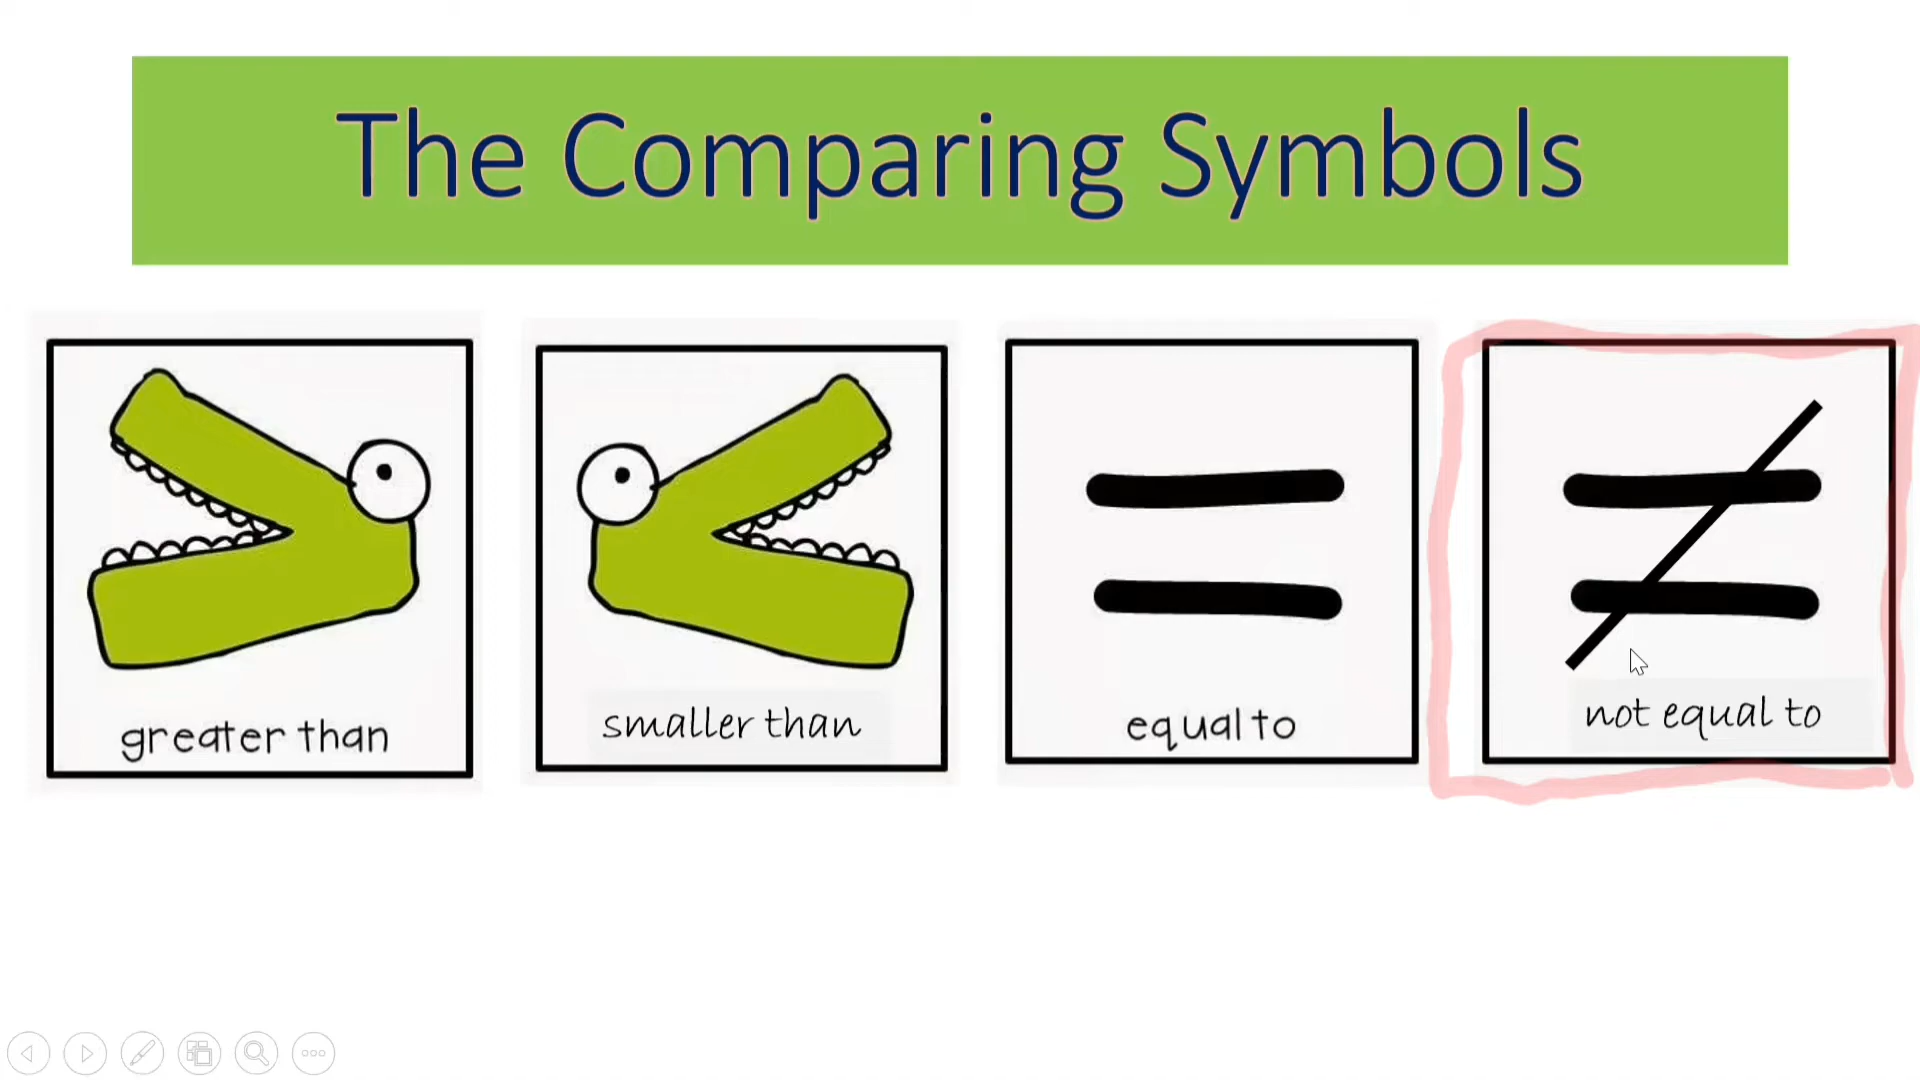 The Comparing Symbols
greater than
smaller than
equal to
not equal to